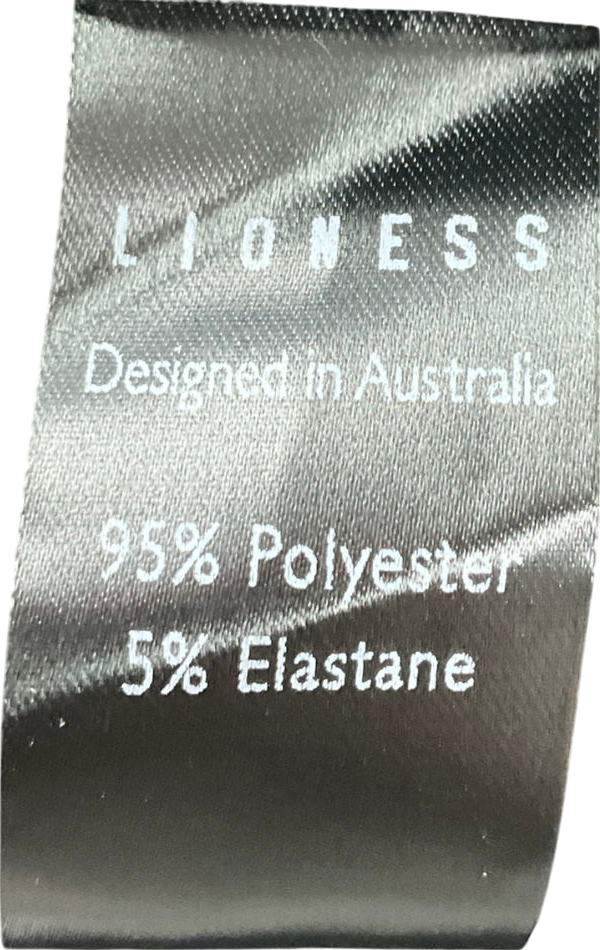 LIONESS
Designed in Australia
95% Polyester
5% Elastane